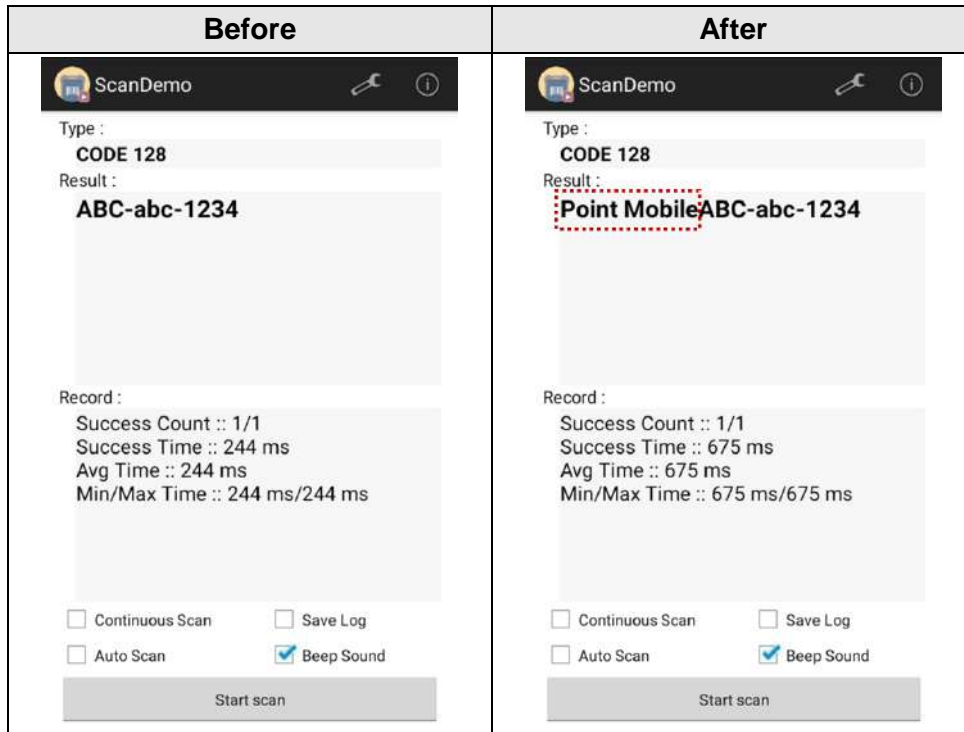 Before
After
ScanDemo
Type :
CODE 128
Result :
ABC-abc-1234
Record :
Success Count :: 1/1
Success Time :: 244 ms
Avg Time :: 244 ms
Min/Max Time :: 244 ms/244 ms
Continuous Scan
Save Log
Auto Scan
Beep Sound
Start scan
ScanDemo
Type :
CODE 128
Result :
Point MobileABC-abc-1234
Record :
Success Count :: 1/1
Success Time :: 675 ms
Avg Time :: 675 ms
Min/Max Time :: 675 ms/675 ms
Continuous Scan
Save Log
Auto Scan
Beep Sound
Start scan